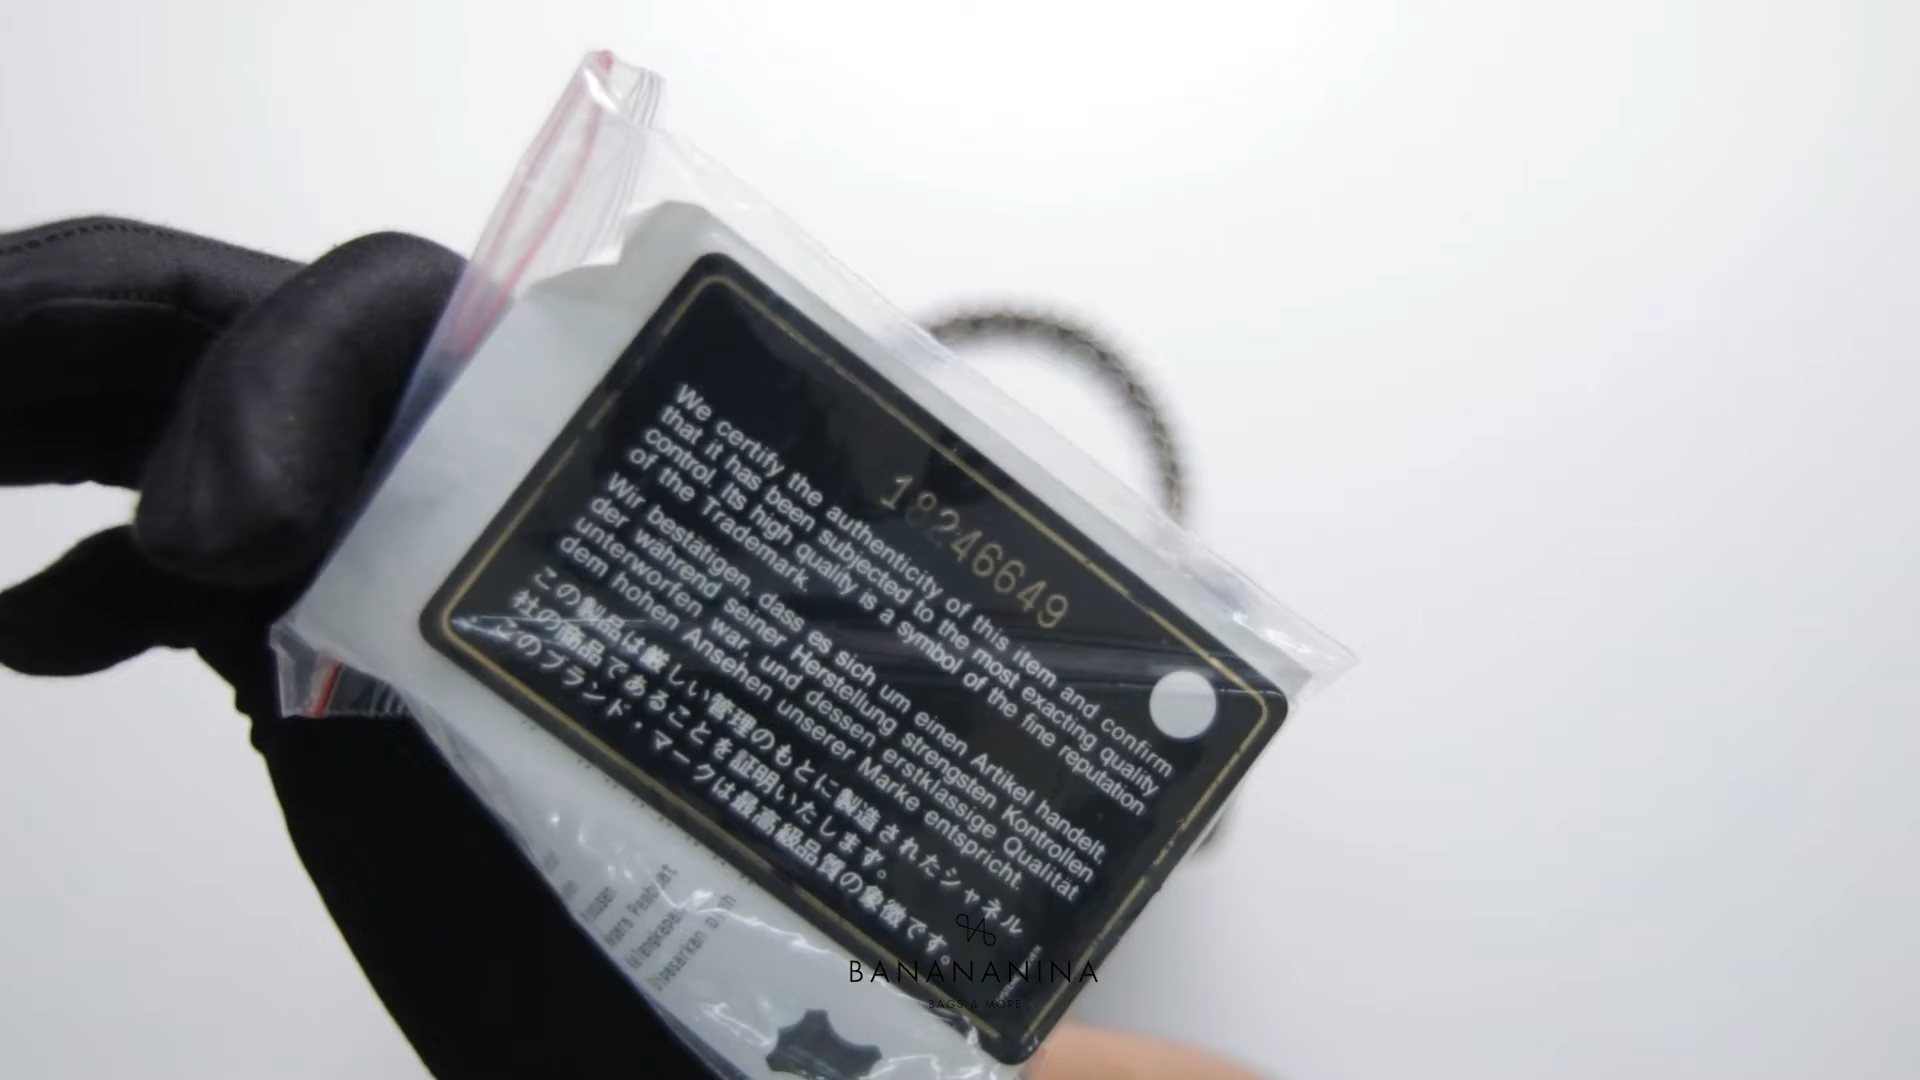 18246649
We certify the authenticity of this item and confirm
that it has been subjected to the most exacting quality
control. Its high quality is a symbol of the fine reputation
of the Trademark.
Wir bestätigen, dass es sich um einen Artikel handelt,
der während seiner Herstellung strengsten Kontrollen
unterworfen war, und dessen erstklassige Qualität
dem hohen Ansehen unserer Marke entspricht.
この製品は厳しい管理のもとに製造されたシャネル
社の商品であることを証明いたします。
このブランド・マークは最高級品質の象徴です。
Dipasarkan
BANANANINA
BAGS & MORE